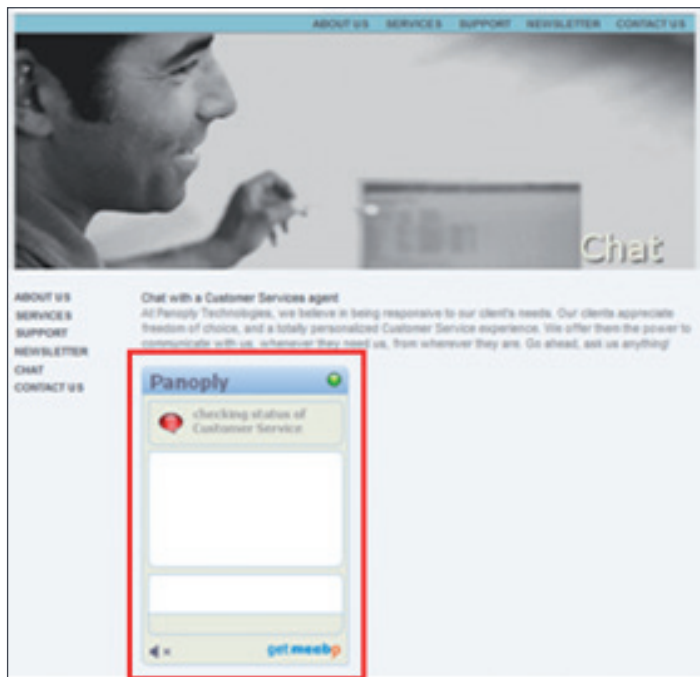 ABOUT US SERVICES SUPPORT NEWSLETTER CONTACT US
Chat
ABOUT US
SERVICES
SUPPORT
NEWSLETTER
CHAT
CONTACT US
Chat with a Customer Services agent
At Panoply Technologies, we believe in being responsive to our client's needs. Our clients appreciate
freedom of choice, and a totally personalized Customer Service experience. We offer them the power to
communicate with us, whenever they need us, from wherever they are. Go ahead, ask us anything!
Panoply
checking status of
Customer Service
get meebo